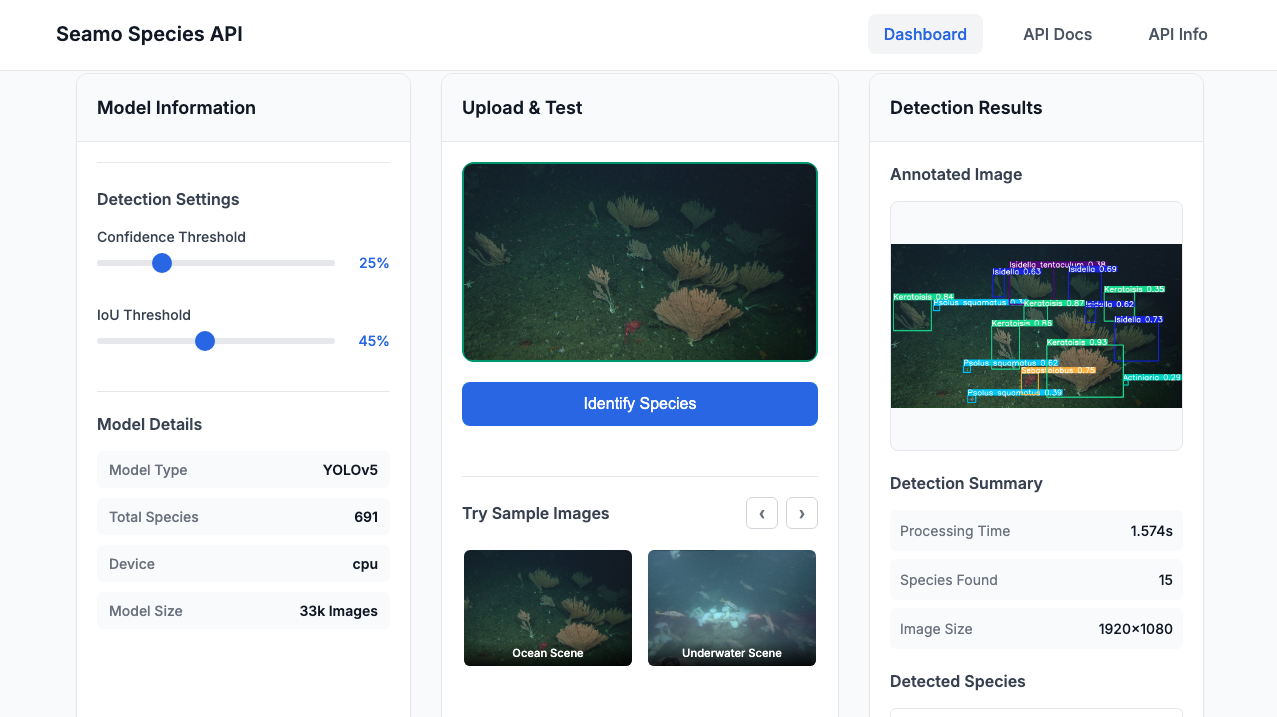 Seamo Species API
Dashboard
API Docs
API Info
Model Information
Detection Settings
Confidence Threshold
25%
IoU Threshold
45%
Model Details
Model Type
YOLOv5
Total Species
691
Device
cpu
Model Size
33k Images
Upload & Test
Identify Species
Try Sample Images
‹
›
Ocean Scene
Underwater Scene
Detection Results
Annotated Image
Isidella tentaculum 0.38
Isidella 0.63
Isidella 0.69
Keratoisis 0.35
Keratoisis 0.84
Psolus squamatus
Keratoisis 0.87
Isidella 0.62
Isidella 0.73
Keratoisis 0.85
Keratoisis 0.93
Psolus squamatus 0.62
Sebastolobus 0.75
Actiniaria 0.29
Psolus squamatus 0.39
Detection Summary
Processing Time
1.574s
Species Found
15
Image Size
1920×1080
Detected Species